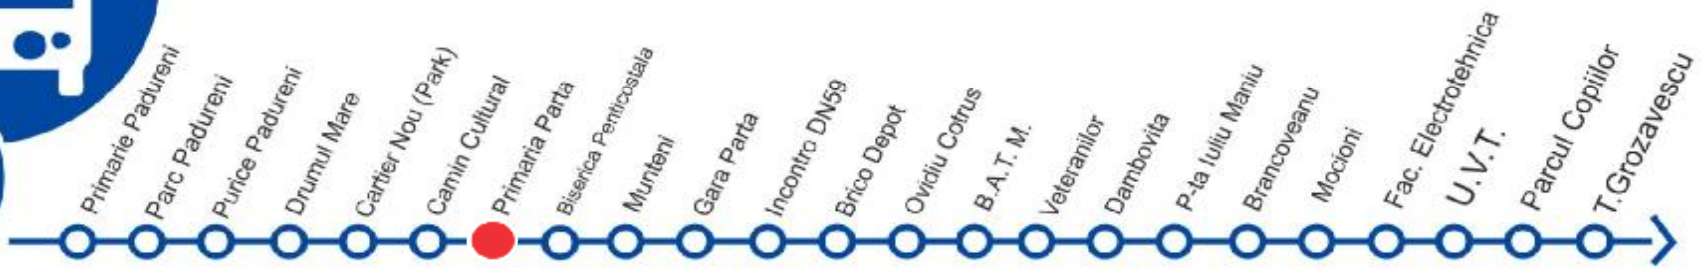 Primarie Padureni
Parc Padureni
Purice Padureni
Drumul Mare
Cartier Nou (Park)
Camin Cultural
Primaria Parta
Biserica Penticostala
Munteni
Gara Parta
Incontro DN59
Brico Depot
Ovidiu Cotrus
B.A.T.M.
Veteranilor
Dambovita
P-ta Iuliu Maniu
Brancoveanu
Mocioni
Fac. Electrotehnica
U.V.T.
Parcul Copiilor
T.Grozavescu